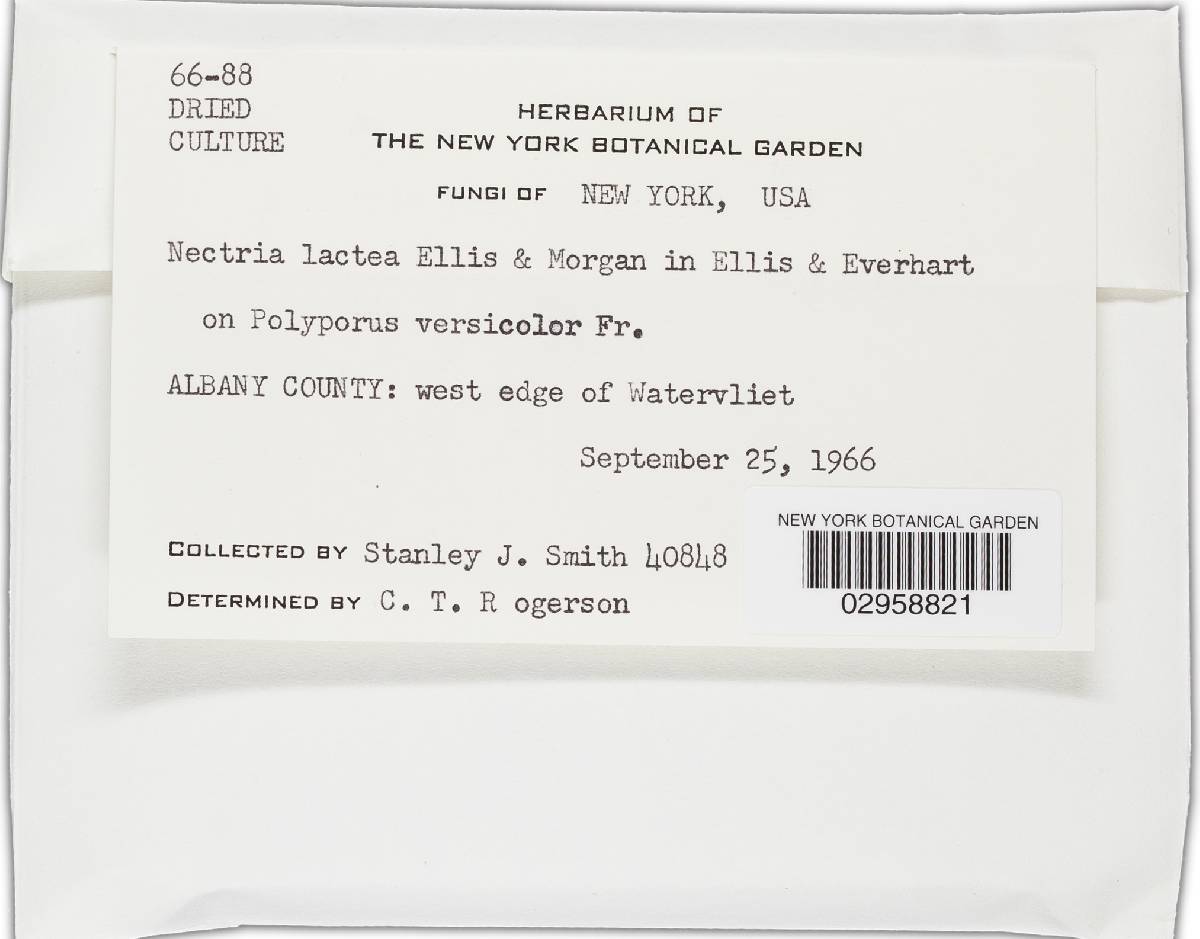 66-88
DRIED
CULTURE
HERBARIUM OF
THE NEW YORK BOTANICAL GARDEN
FUNGI OF NEW YORK, USA
Nectria lactea Ellis & Morgan in Ellis & Everhart
on Polyporus versicolor Fr.
ALBANY COUNTY: west edge of Watervliet
September 25, 1966
COLLECTED BY Stanley J. Smith 40848
DETERMINED BY C. T. R ogerson
NEW YORK BOTANICAL GARDEN
02958821